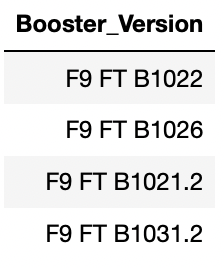 Booster_Version
F9 FT B1022
F9 FT B1026
F9 FT B1021.2
F9 FT B1031.2